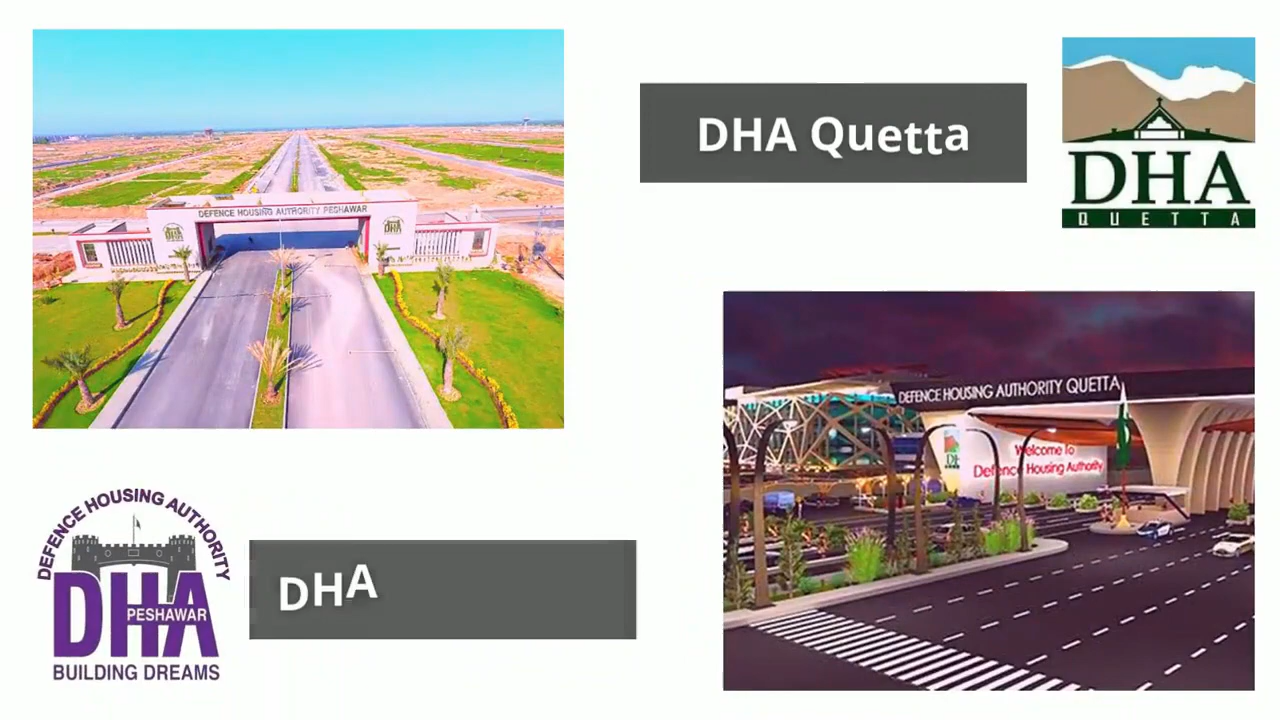 DEFENCE HOUSING AUTHORITY PESHAWAR
DHA
DHA Quetta
DHA
QUETTA
DEFENCE HOUSING AUTHORITY QUETTA
Welcome To
Defence Housing Authority
DEFENCE HOUSING AUTHORITY
DHA
PESHAWAR
BUILDING DREAMS
DHA